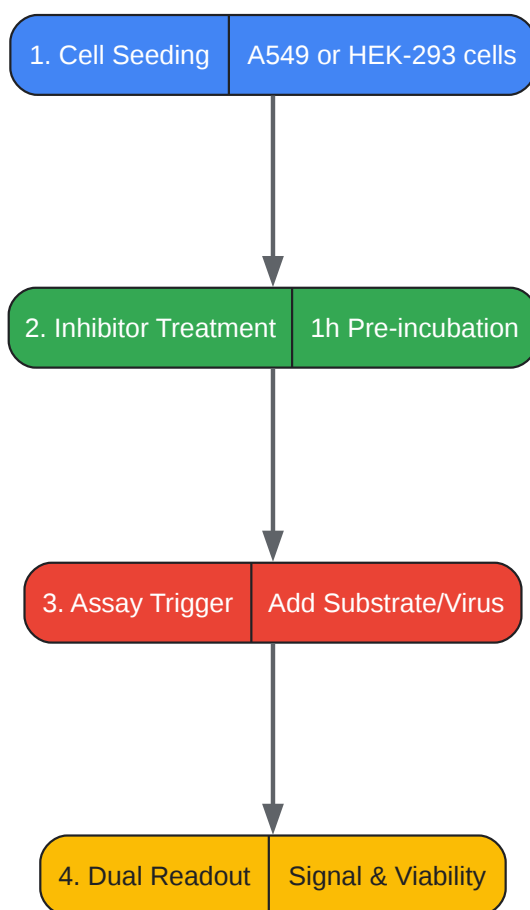 1. Cell Seeding A549 or HEK-293 cells
2. Inhibitor Treatment 1h Pre-incubation
3. Assay Trigger Add Substrate/Virus
4. Dual Readout Signal & Viability